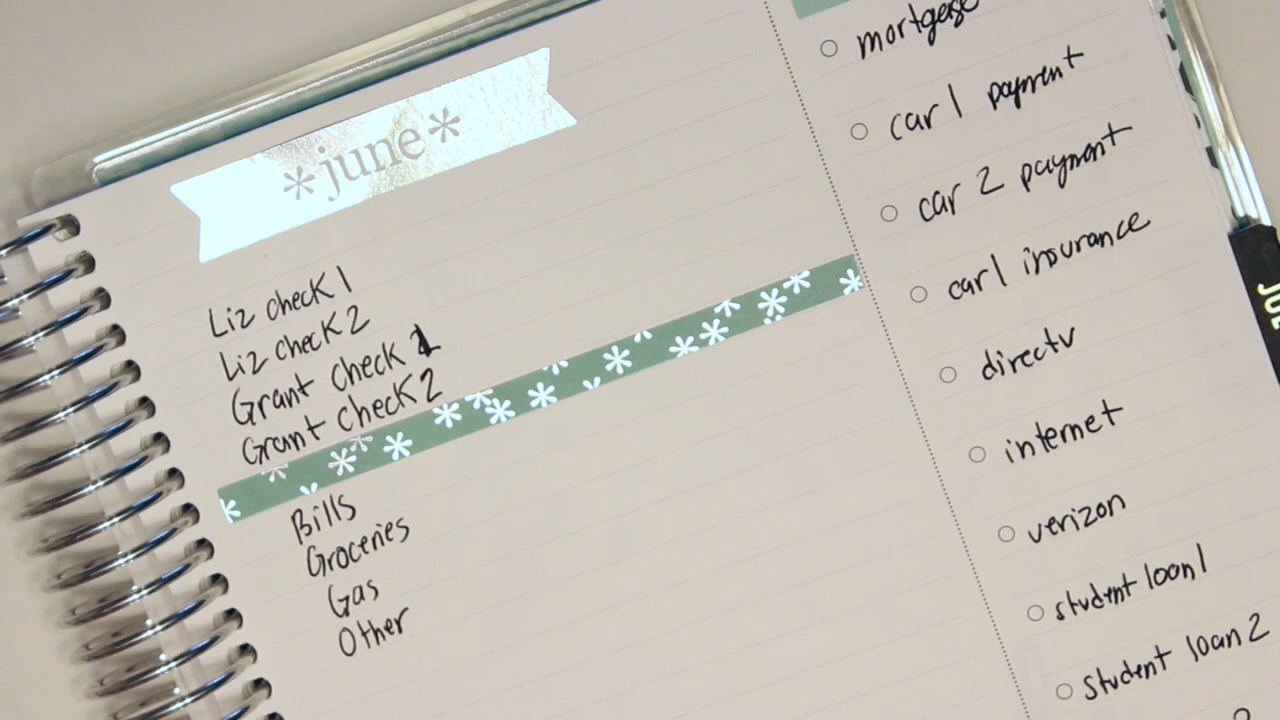 *june*
Liz check 1
Liz check 2
Grant check 1
Grant check 2
Bills
Groceries
Gas
Other
mortgage
car 1 payment
car 2 payment
car 1 insurance
directv
internet
verizon
student loan 1
student loan 2